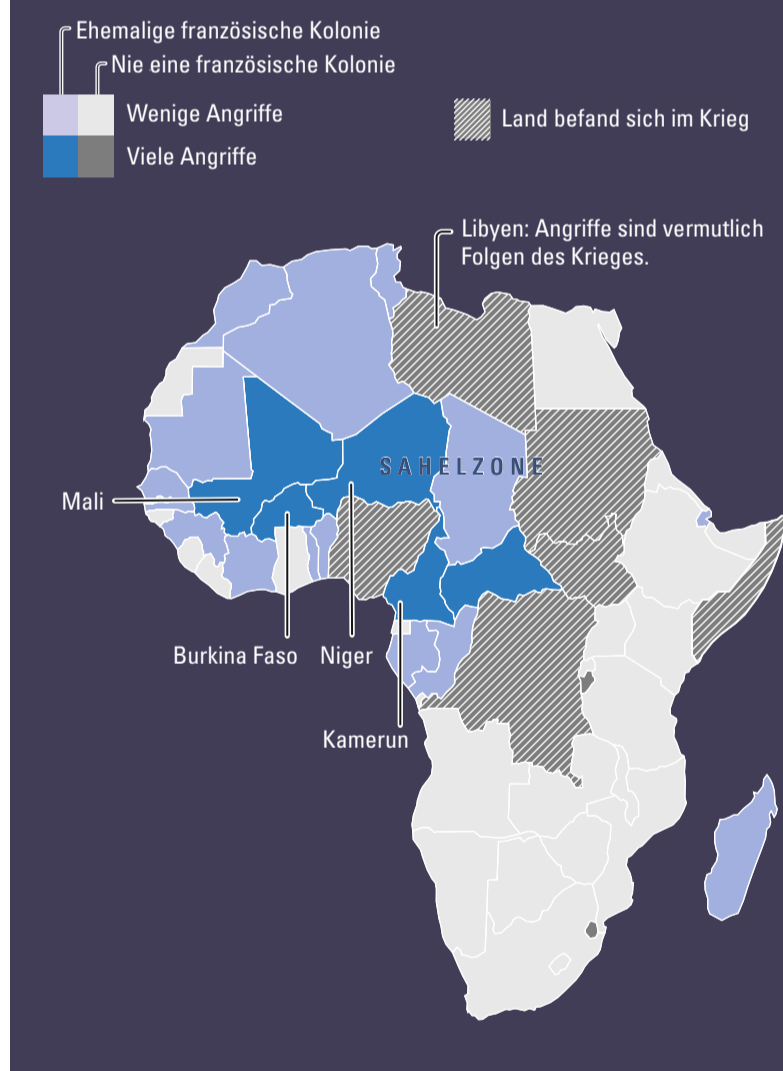 Ehemalige französische Kolonie
Nie eine französische Kolonie
Wenige Angriffe
Viele Angriffe
Land befand sich im Krieg
Libyen: Angriffe sind vermutlich
Folgen des Krieges.
SAHELZONE
Mali
Burkina Faso
Niger
Kamerun